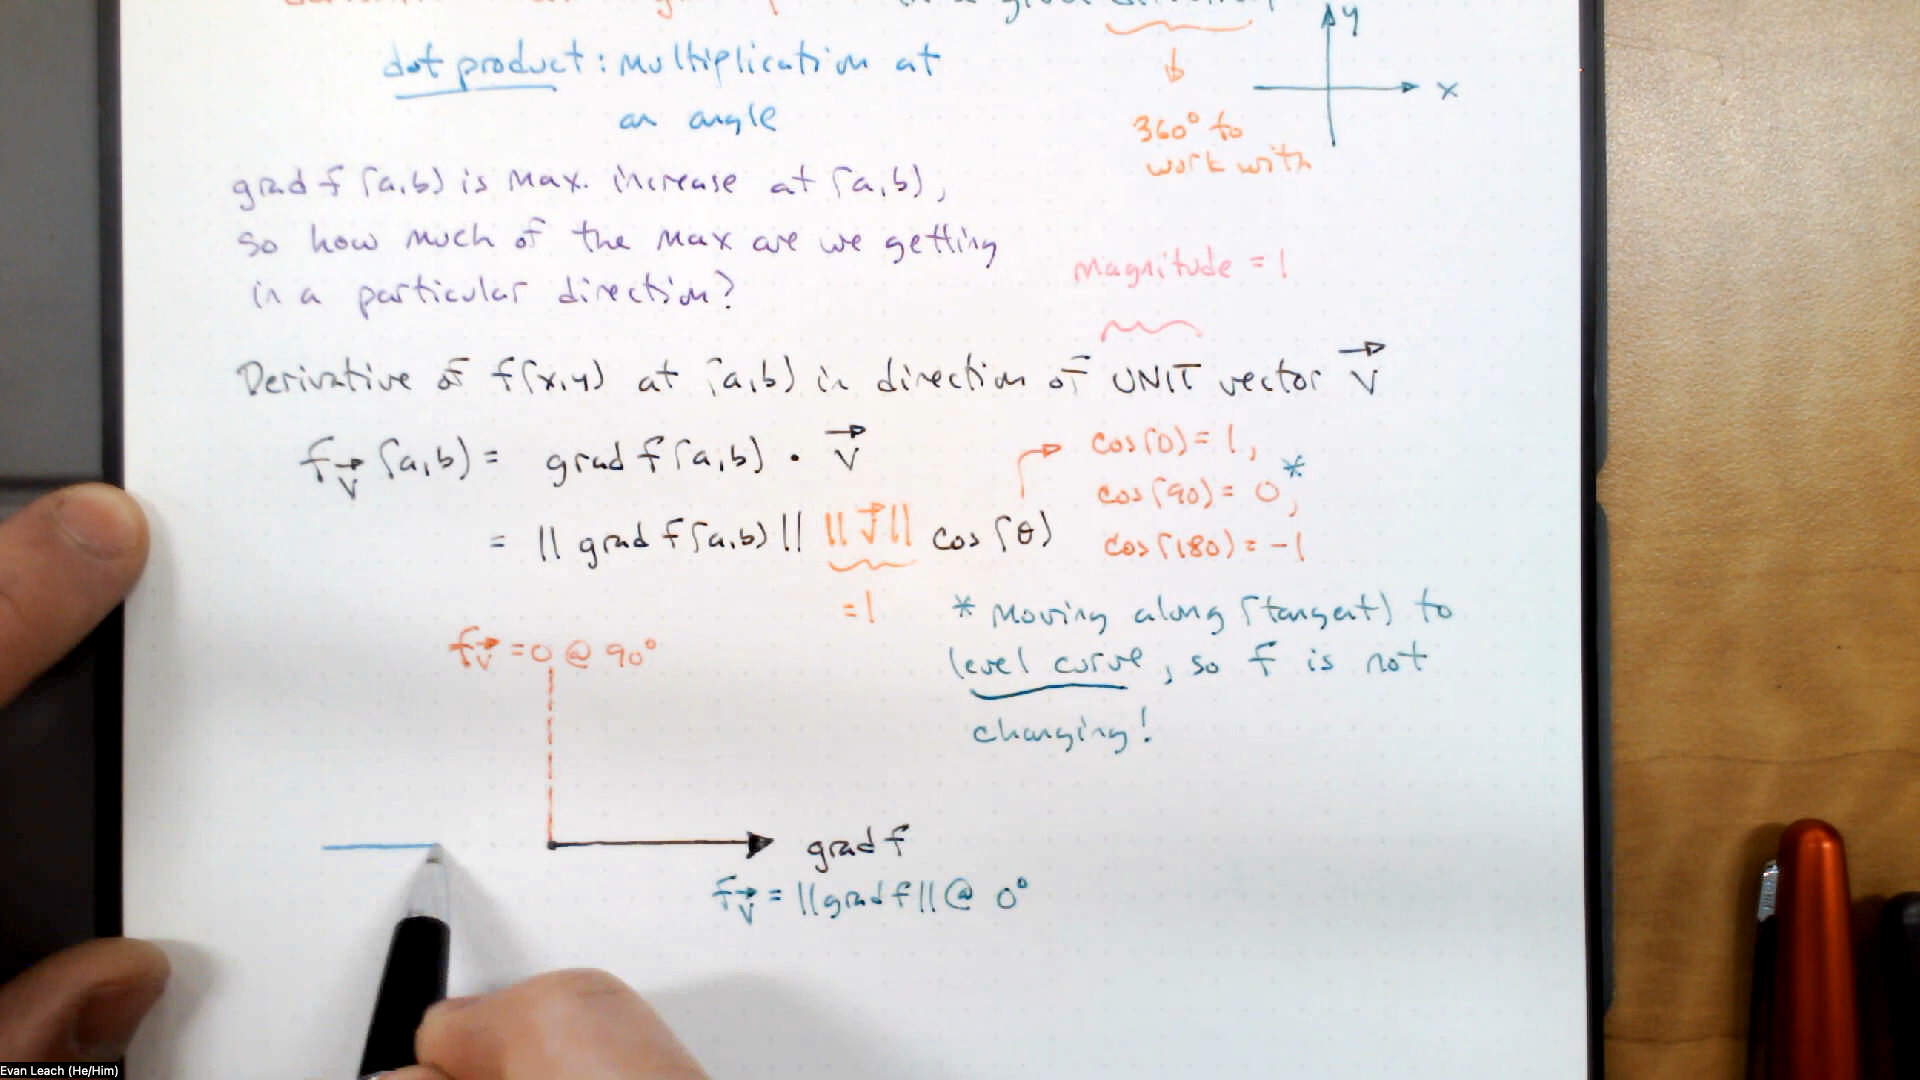 in a given direction
y
dot product: multiplication at
x
an angle
360° to
work with
grad f (a,b) is max. increase at (a,b),
so how much of the max are we getting
magnitude = 1
in a particular direction?
Derivative of f(x,y) at (a,b) in direction of UNIT vector v
f v (a,b) = grad f (a,b) • v
cos(0) = 1,
cos(90) = 0*,
= || grad f(a,b) || ||v|| cos(θ)
cos(180) = -1
=1
* Moving along (tangent) to
level curve, so f is not
changing!
f v = 0 @ 90°
grad f
f v = ||grad f|| @ 0°
Evan Leach (He/Him)